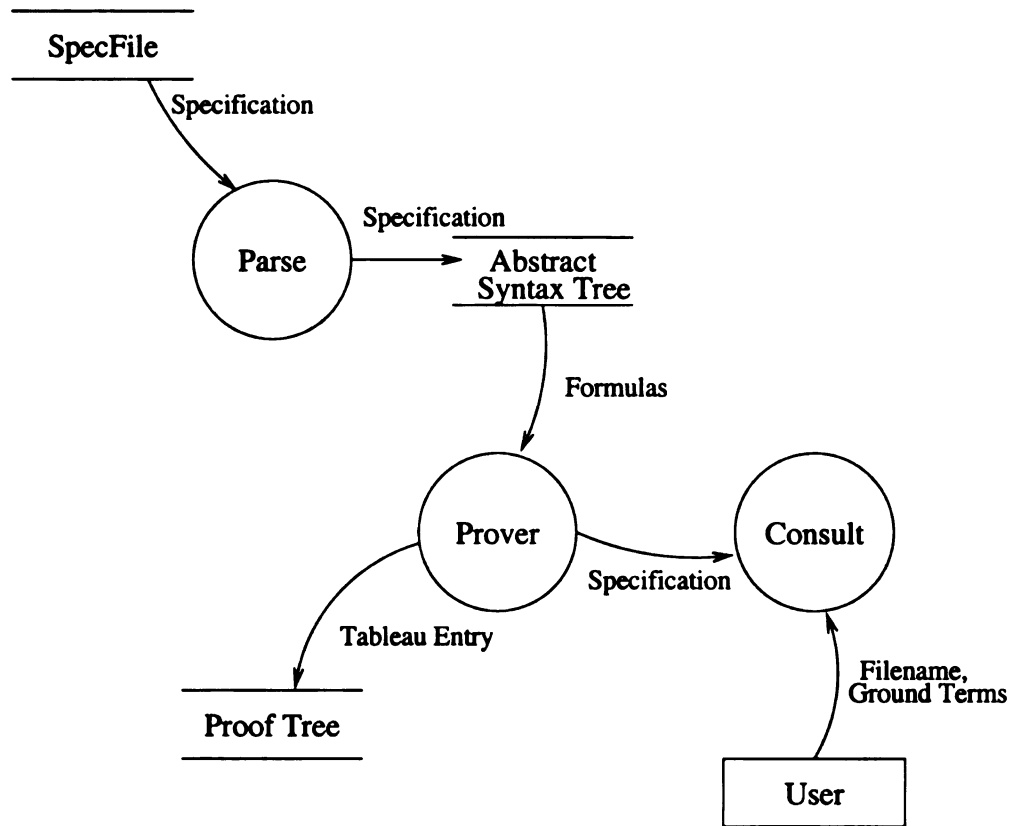 SpecFile
Specification
Specification
Parse
Abstract
Syntax Tree
Formulas
Prover
Consult
Specification
Tableau Entry
Filename,
Ground Terms
Proof Tree
User